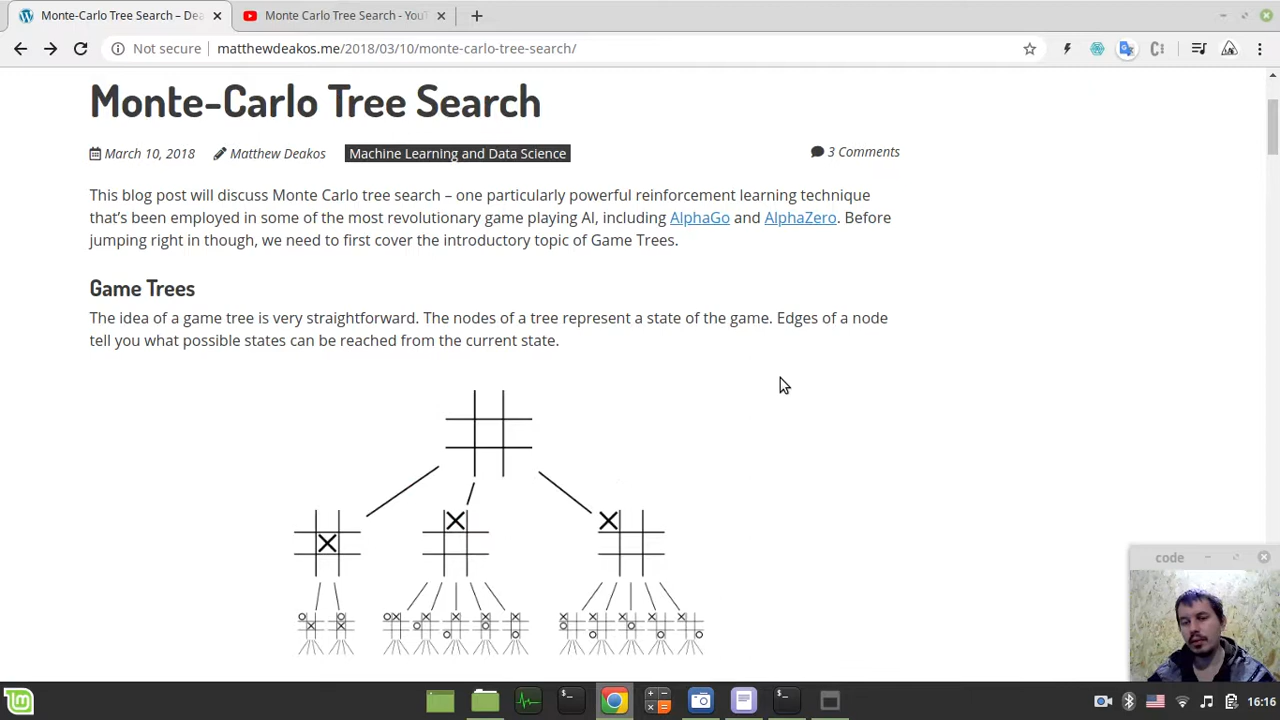 Monte-Carlo Tree Search – Dea
Monte Carlo Tree Search - YouT
Not secure
matthewdeakos.me/2018/03/10/monte-carlo-tree-search/
Monte-Carlo Tree Search
March 10, 2018 Matthew Deakos Machine Learning and Data Science 3 Comments
This blog post will discuss Monte Carlo tree search – one particularly powerful reinforcement learning technique
that's been employed in some of the most revolutionary game playing AI, including AlphaGo and AlphaZero. Before
jumping right in though, we need to first cover the introductory topic of Game Trees.
Game Trees
The idea of a game tree is very straightforward. The nodes of a tree represent a state of the game. Edges of a node
tell you what possible states can be reached from the current state.
code
16:16